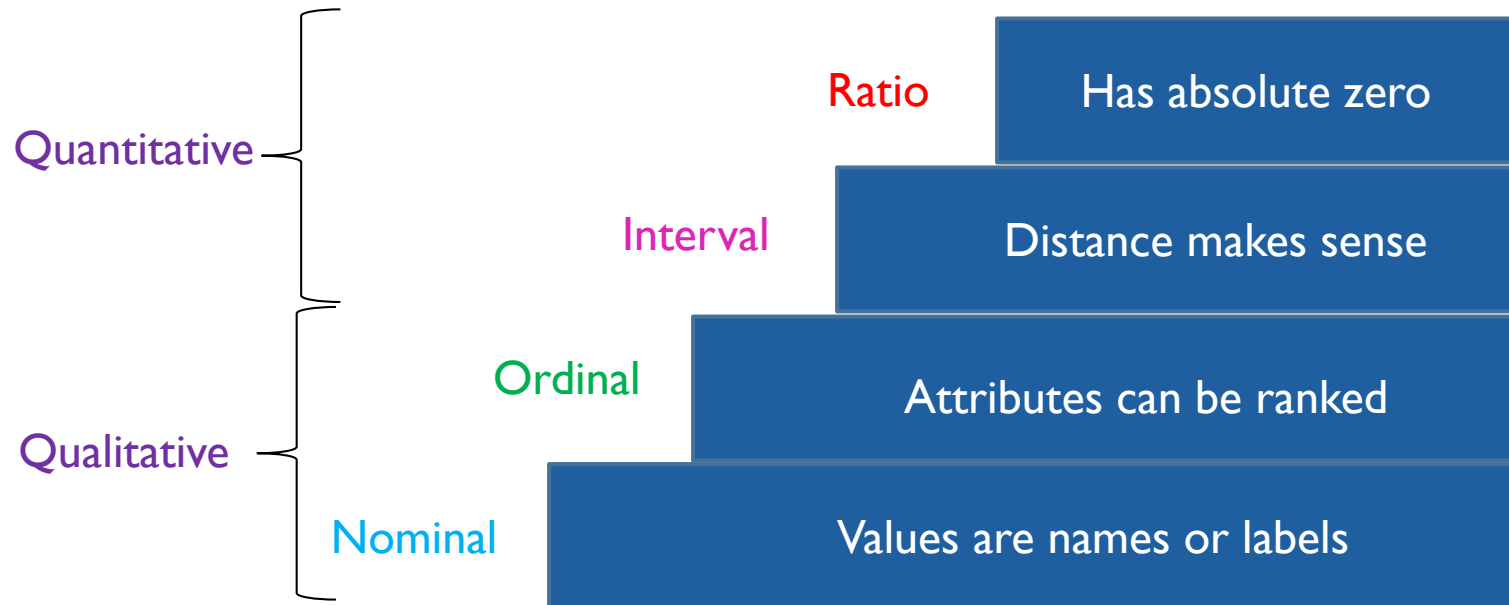 Ratio
Has absolute zero
Quantitative
Interval
Distance makes sense
Ordinal
Attributes can be ranked
Qualitative
Nominal
Values are names or labels